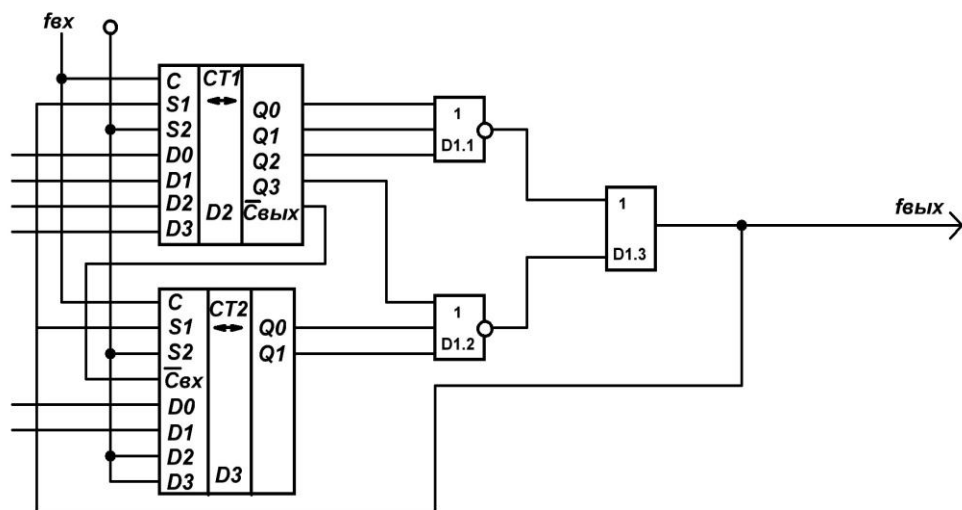 fвх
C CT1
S1 Q0
S2 Q1
D0 Q2
D1 Q3
D2 D2 C̅вых
D3
1
D1.1
1
D1.3
fвых
C CT2
S1 Q0
S2 Q1
C̅вх
D0
D1
D2
D3 D3
1
D1.2